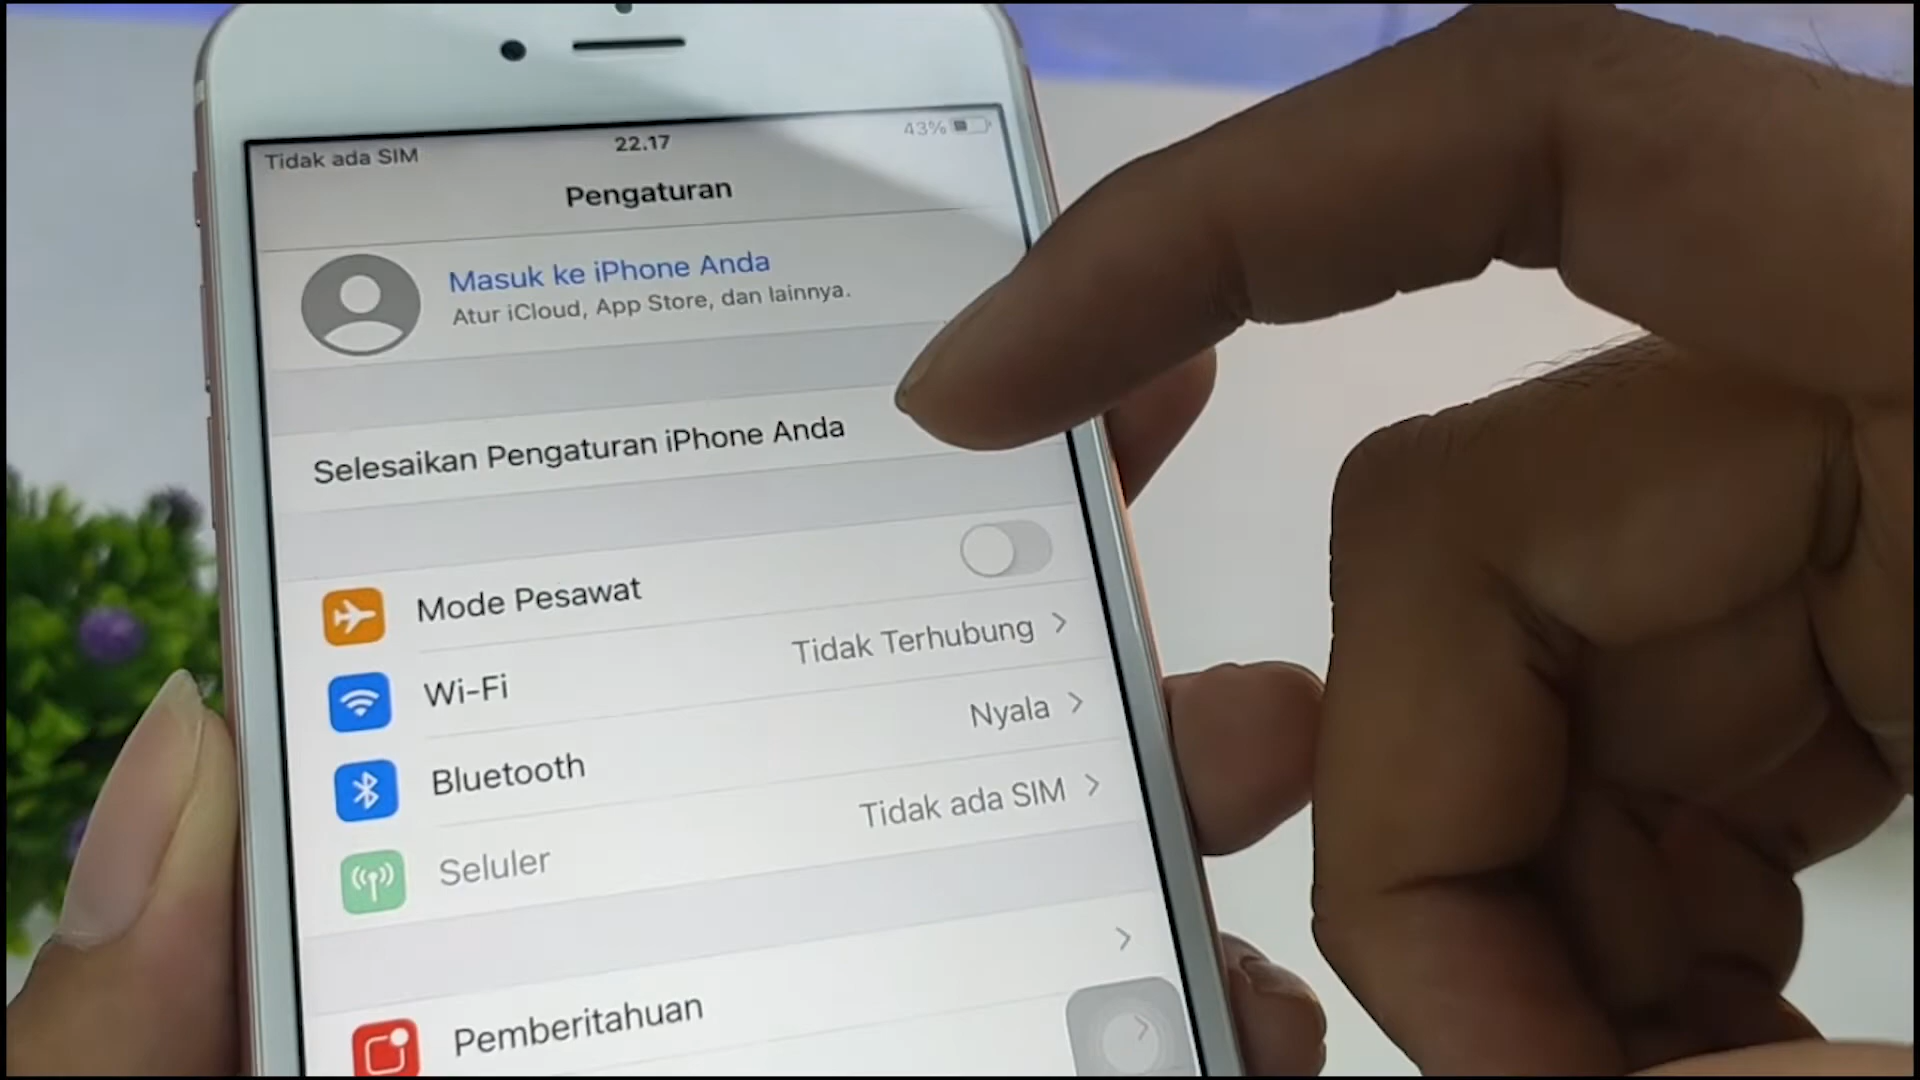 Tidak ada SIM
22.17
43%
Pengaturan
Masuk ke iPhone Anda
Atur iCloud, App Store, dan lainnya.
Selesaikan Pengaturan iPhone Anda
Mode Pesawat
Wi-Fi
Tidak Terhubung
Bluetooth
Nyala
Seluler
Tidak ada SIM
Pemberitahuan